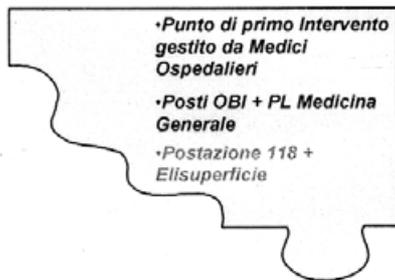 •Punto di primo Intervento
gestito da Medici
Ospedalieri
•Posti OBI + PL Medicina
Generale
•Postazione 118 +
Elisuperficie